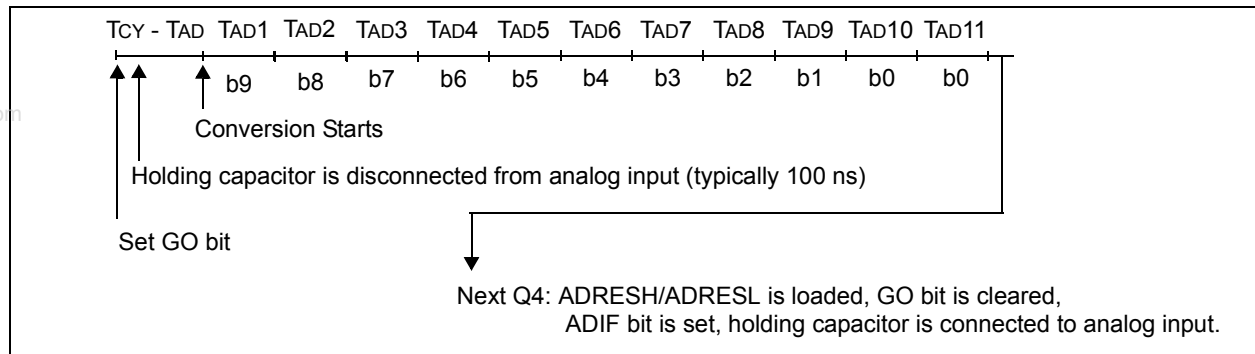 TCY - TAD TAD1 TAD2 TAD3 TAD4 TAD5 TAD6 TAD7 TAD8 TAD9 TAD10 TAD11
b9 b8 b7 b6 b5 b4 b3 b2 b1 b0 b0
om
Conversion Starts
Holding capacitor is disconnected from analog input (typically 100 ns)
Set GO bit
Next Q4: ADRESH/ADRESL is loaded, GO bit is cleared,
ADIF bit is set, holding capacitor is connected to analog input.